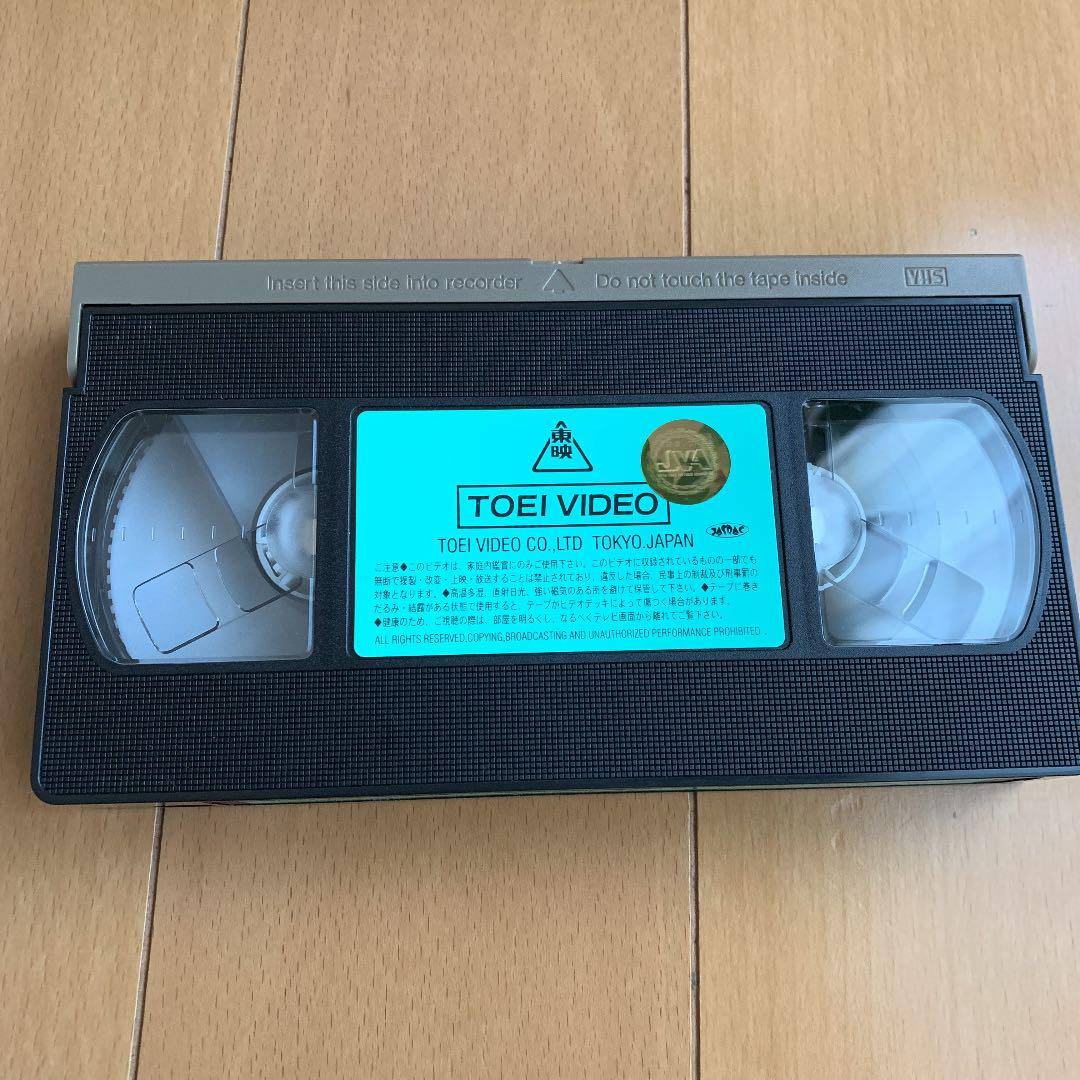 Insert this side into recorder Do not touch the tape inside VHS
東映
JVA
TOEI VIDEO
TOEI VIDEO CO.,LTD TOKYO.JAPAN JASRAC
ご注意◆このビデオは、家庭内鑑賞にのみご使用下さい。このビデオに収録されているものの一部でも
無断で複製・改変・上映・放送することは禁止されており、違反した場合、民事上の制裁及び刑事罰の
対象となります。◆高温多湿、直射日光、強い磁気のある所を避けて保管して下さい。◆テープに巻き
だるみ・結露がある状態で使用すると、テープがビデオデッキによって傷つく場合があります。
◆健康のため、ご視聴の際は、部屋を明るくし、なるべくテレビ画面から離れてご覧下さい。
ALL RIGHTS RESERVED.COPYING,BROADCASTING AND UNAUTHORIZED PERFORMANCE PROHIBITED .